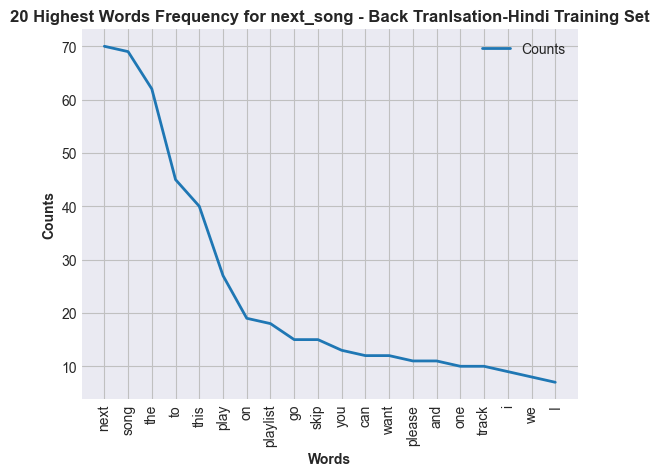 20 Highest Words Frequency for next_song - Back Tranlsation-Hindi Training Set
Counts
70
60
50
40
30
20
10
Counts
next
song
the
to
this
play
on
playlist
go
skip
you
can
want
please
and
one
track
i
we
I
Words